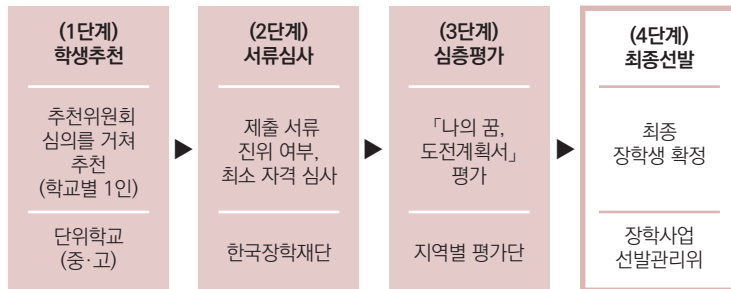 (1단계)
학생추천
추천위원회
심의를 거쳐
추천
(학교별 1인)
단위학교
(중·고)
▶
(2단계)
서류심사
제출 서류
진위 여부,
최소 자격 심사
한국장학재단
▶
(3단계)
심층평가
「나의 꿈,
도전계획서」
평가
지역별 평가단
▶
(4단계)
최종선발
최종
장학생 확정
장학사업
선발관리위